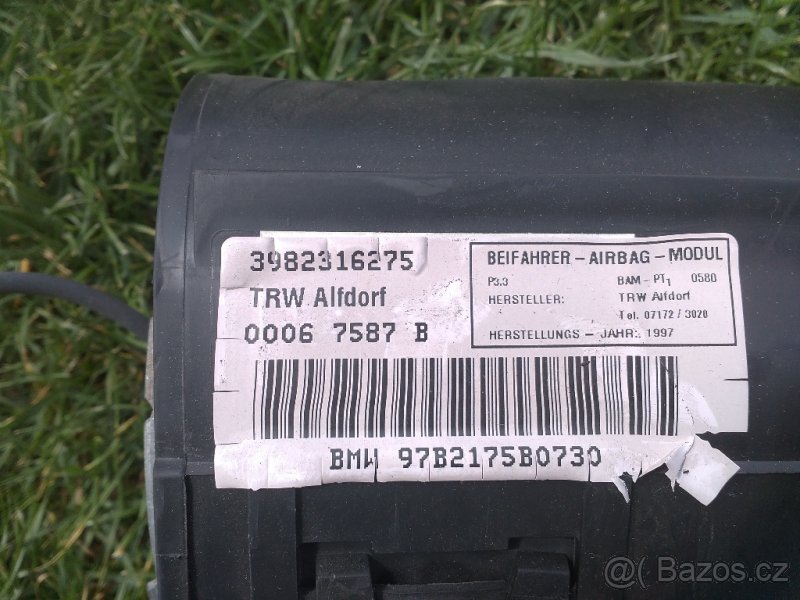 3982316275
TRW Alfdorf
0006 7587 B
BEIFAHRER - AIRBAG - MODUL
P3.3 BAM - PT1 0580
HERSTELLER: TRW Alfdorf
Tel. 07172 / 3020
HERSTELLUNGS - JAHR: 1997
BMW 97B2175B0730
@( Bazoš.cz